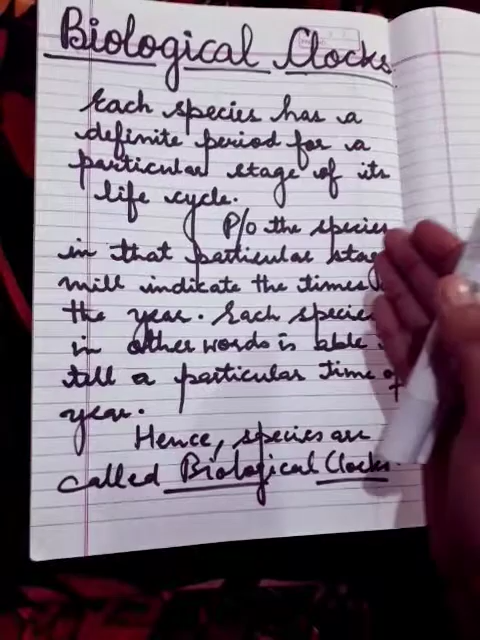 Biological Clocks
Each species has a
definite period for a
particular stage of its
life cycle.
P/o the species
in that particular stag
will indicate the times
the year. Each species
in other words is able
tell a particular time of
year.
Hence, species are
called Biological Clocks.